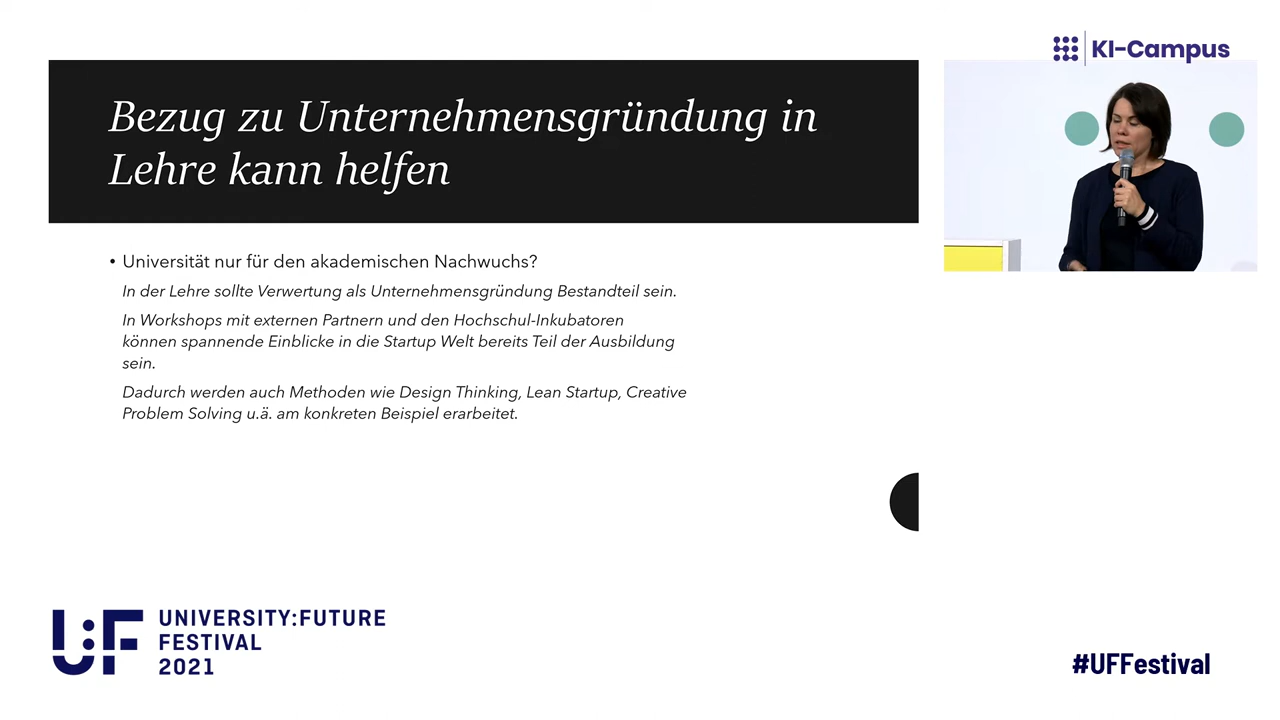 KI-Campus
Bezug zu Unternehmensgründung in
Lehre kann helfen
• Universität nur für den akademischen Nachwuchs?
In der Lehre sollte Verwertung als Unternehmensgründung Bestandteil sein.
In Workshops mit externen Partnern und den Hochschul-Inkubatoren
können spannende Einblicke in die Startup Welt bereits Teil der Ausbildung
sein.
Dadurch werden auch Methoden wie Design Thinking, Lean Startup, Creative
Problem Solving u.ä. am konkreten Beispiel erarbeitet.
U:F
UNIVERSITY:FUTURE
FESTIVAL
2021
#UFFestival